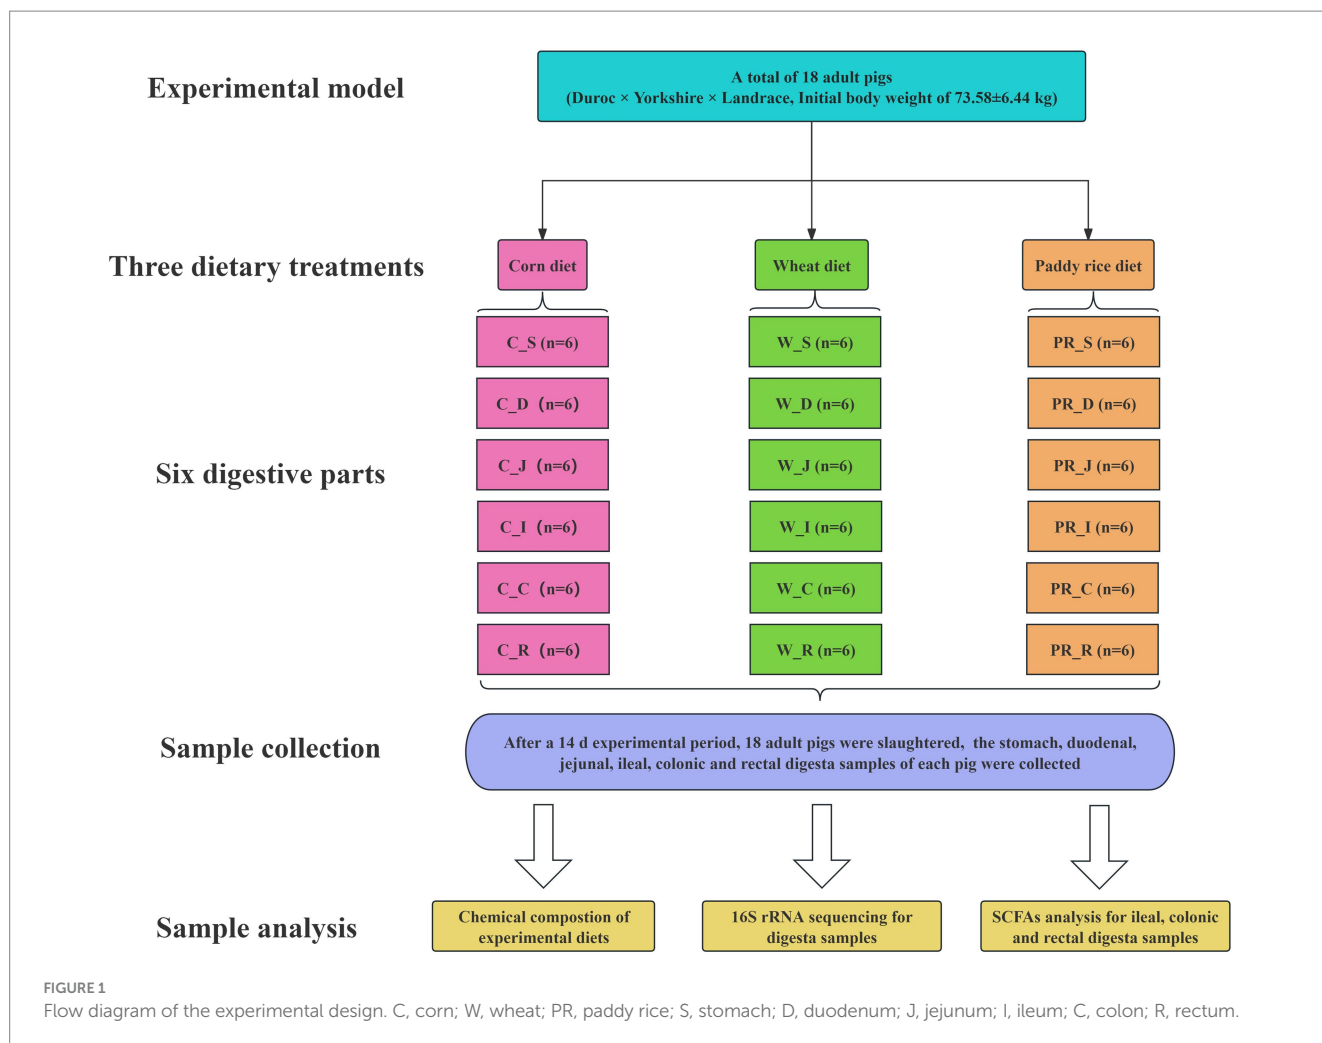 Experimental model
A total of 18 adult pigs
(Duroc × Yorkshire × Landrace, Initial body weight of 73.58±6.44 kg)
Three dietary treatments
Corn diet
Wheat diet
Paddy rice diet
Six digestive parts
C_S (n=6)
W_S (n=6)
PR_S (n=6)
C_D (n=6)
W_D (n=6)
PR_D (n=6)
C_J (n=6)
W_J (n=6)
PR_J (n=6)
C_I (n=6)
W_I (n=6)
PR_I (n=6)
C_C (n=6)
W_C (n=6)
PR_C (n=6)
C_R (n=6)
W_R (n=6)
PR_R (n=6)
Sample collection
After a 14 d experimental period, 18 adult pigs were slaughtered, the stomach, duodenal,
jejunal, ileal, colonic and rectal digesta samples of each pig were collected
Sample analysis
Chemical compostion of
experimental diets
16S rRNA sequencing for
digesta samples
SCFAs analysis for ileal, colonic
and rectal digesta samples
FIGURE 1
Flow diagram of the experimental design. C, corn; W, wheat; PR, paddy rice; S, stomach; D, duodenum; J, jejunum; I, ileum; C, colon; R, rectum.